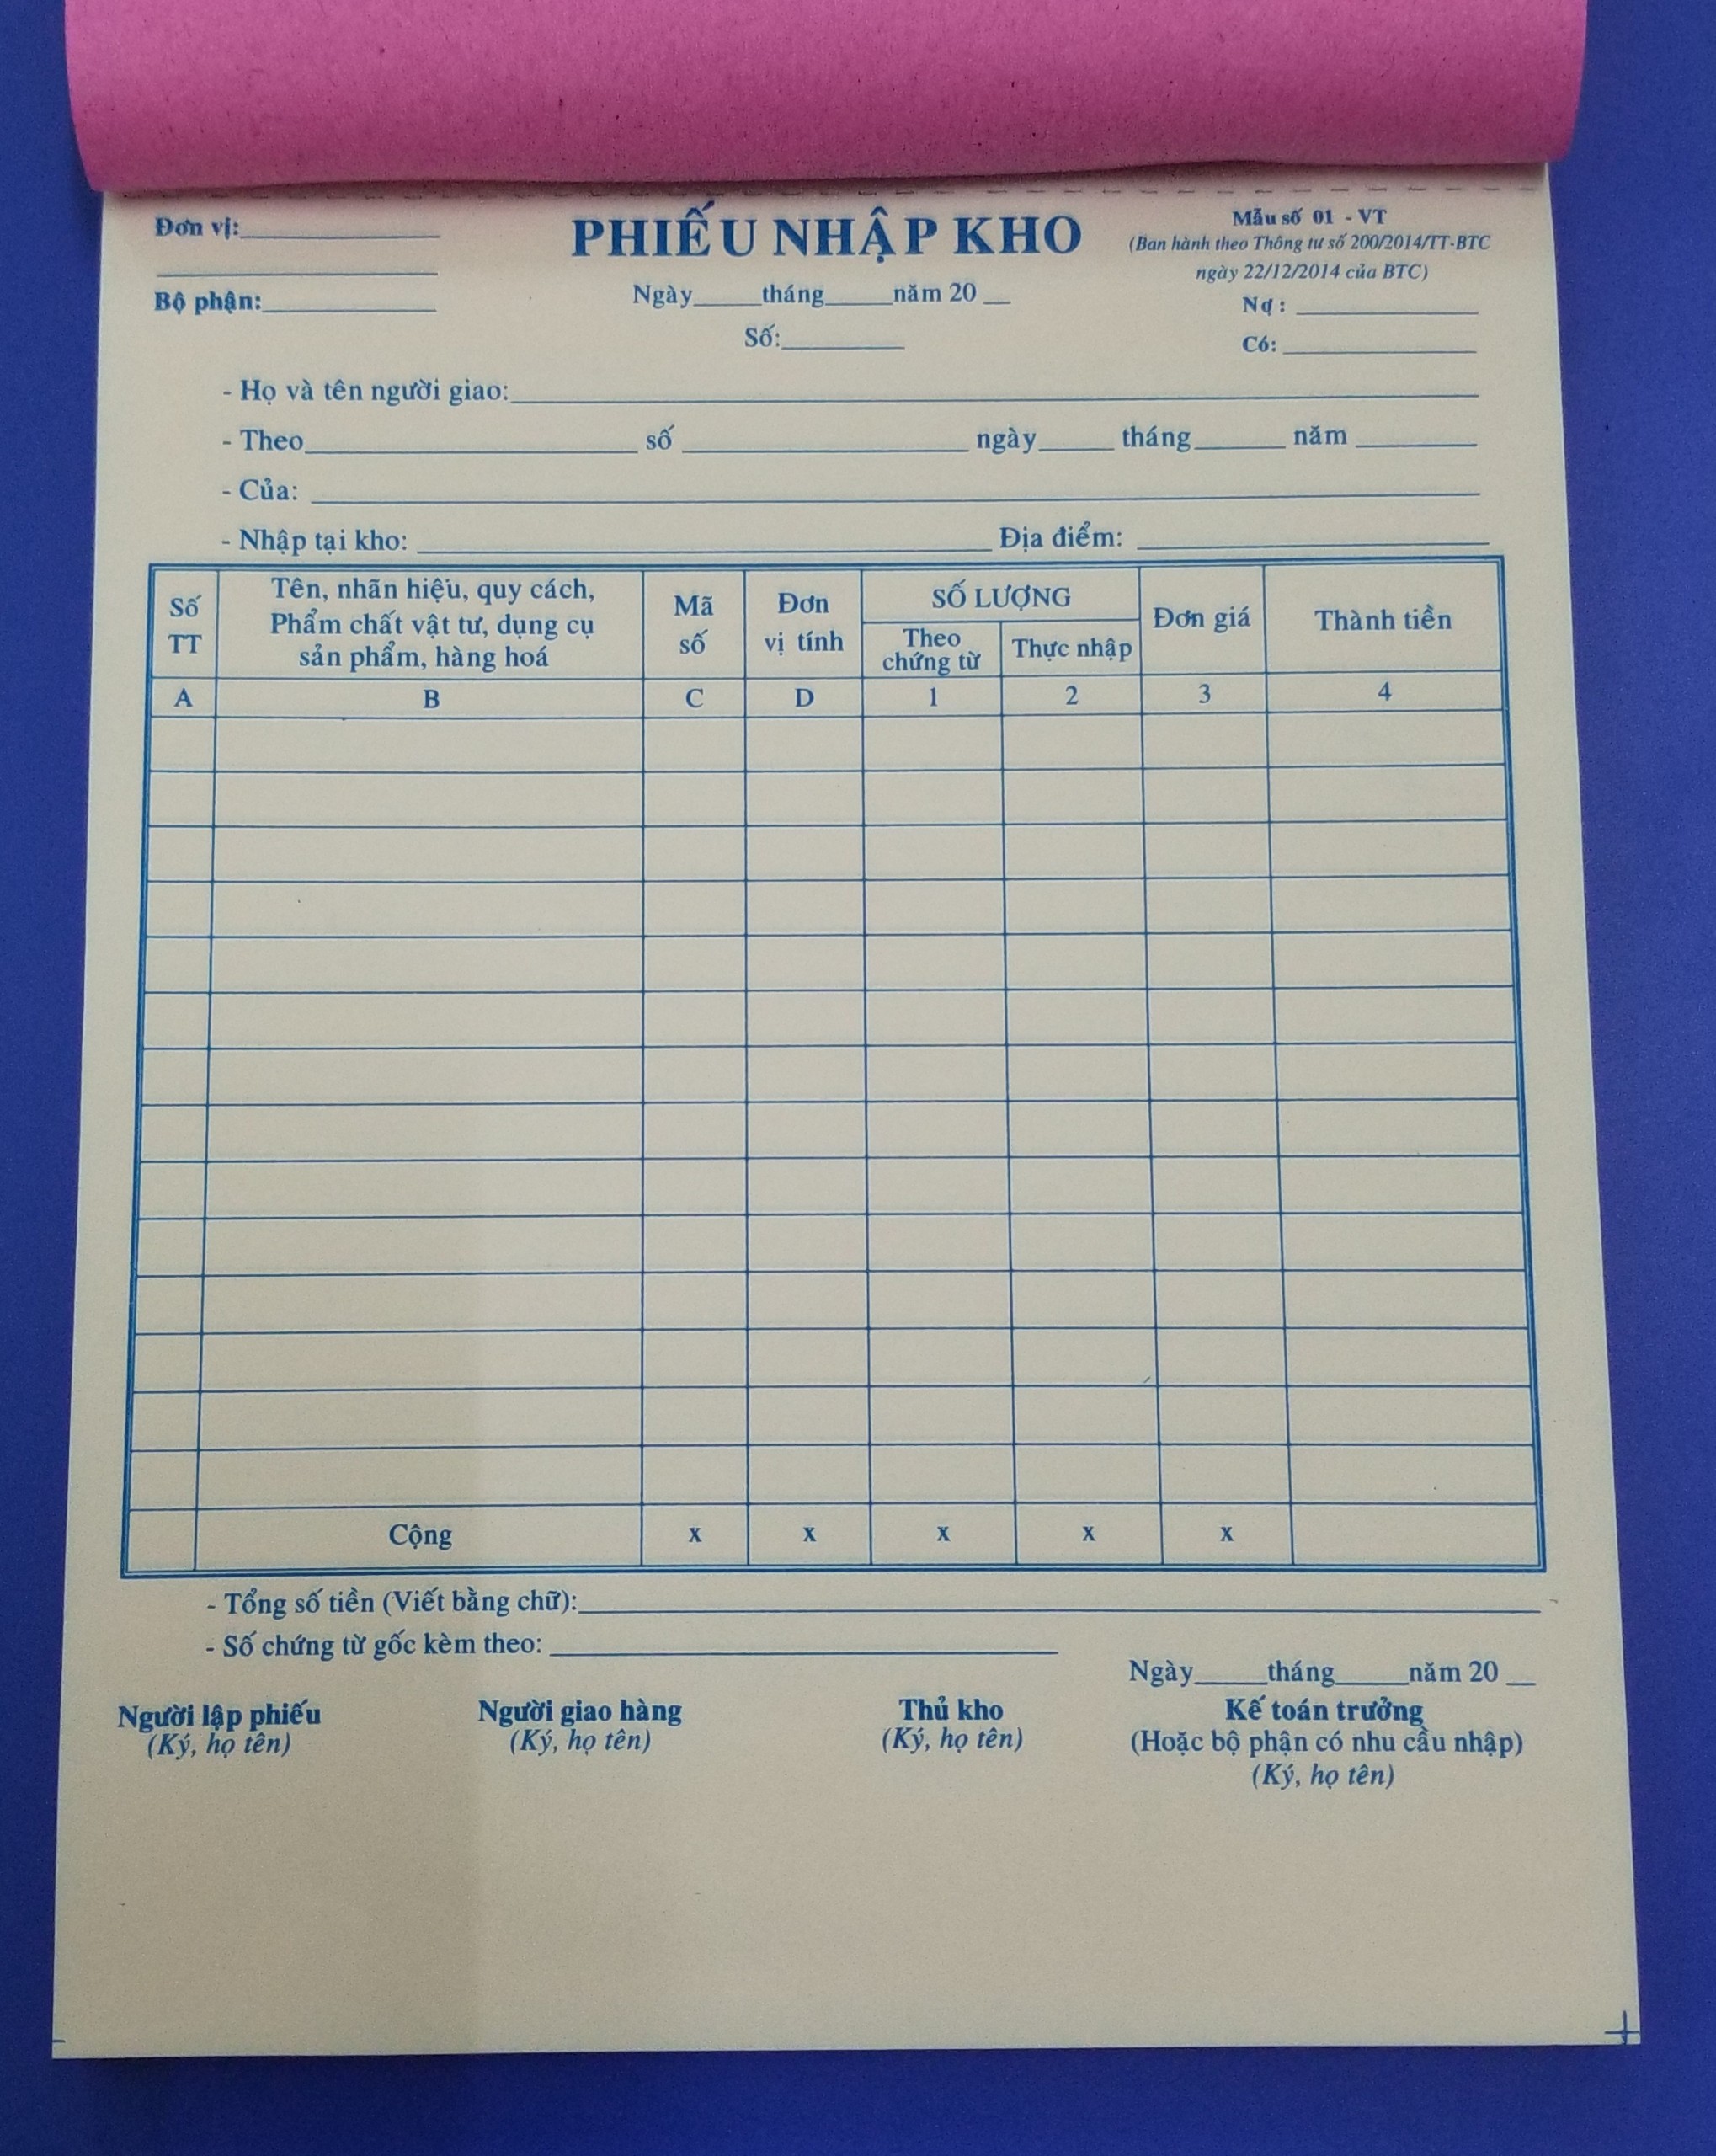 Đơn vị:
PHIẾU NHẬP KHO
Mẫu số 01 - VT
(Ban hành theo Thông tư số 200/2014/TT-BTC
ngày 22/12/2014 của BTC)
Bộ phận:
Ngày_____tháng_____năm 20 __
Số:
Nợ :
Có:
- Họ và tên người giao:
- Theo số ngày tháng năm
- Của:
- Nhập tại kho: Địa điểm:
Số TT
Tên, nhãn hiệu, quy cách,
Phẩm chất vật tư, dụng cụ
sản phẩm, hàng hoá
Mã số
Đơn vị tính
SỐ LƯỢNG
Theo chứng từ
Thực nhập
Đơn giá
Thành tiền
A B C D 1 2 3 4
Cộng x x x x x
- Tổng số tiền (Viết bằng chữ):
- Số chứng từ gốc kèm theo:
Ngày_____tháng_____năm 20 __
Người lập phiếu Người giao hàng Thủ kho Kế toán trưởng
(Ký, họ tên) (Ký, họ tên) (Ký, họ tên) (Hoặc bộ phận có nhu cầu nhập)
(Ký, họ tên)